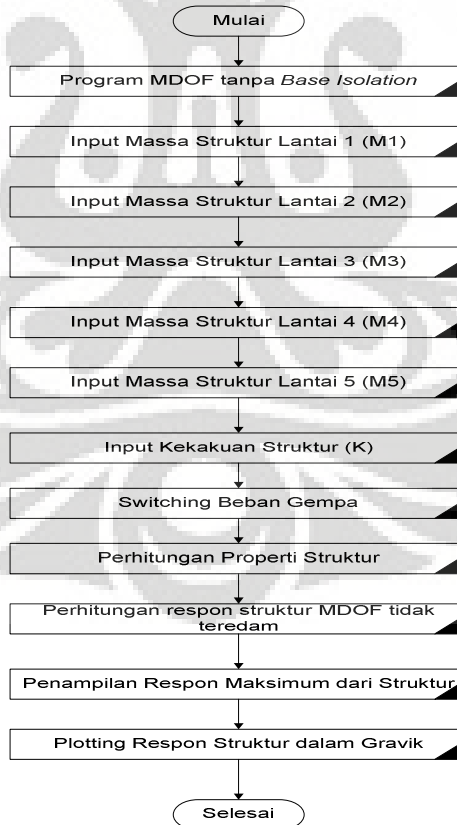 Mulai
Program MDOF tanpa Base Isolation
Input Massa Struktur Lantai 1 (M1)
Input Massa Struktur Lantai 2 (M2)
Input Massa Struktur Lantai 3 (M3)
Input Massa Struktur Lantai 4 (M4)
Input Massa Struktur Lantai 5 (M5)
Input Kekakuan Struktur (K)
Switching Beban Gempa
Perhitungan Properti Struktur
Perhitungan respon struktur MDOF tidak
teredam
Penampilan Respon Maksimum dari Struktur
Plotting Respon Struktur dalam Gravik
Selesai